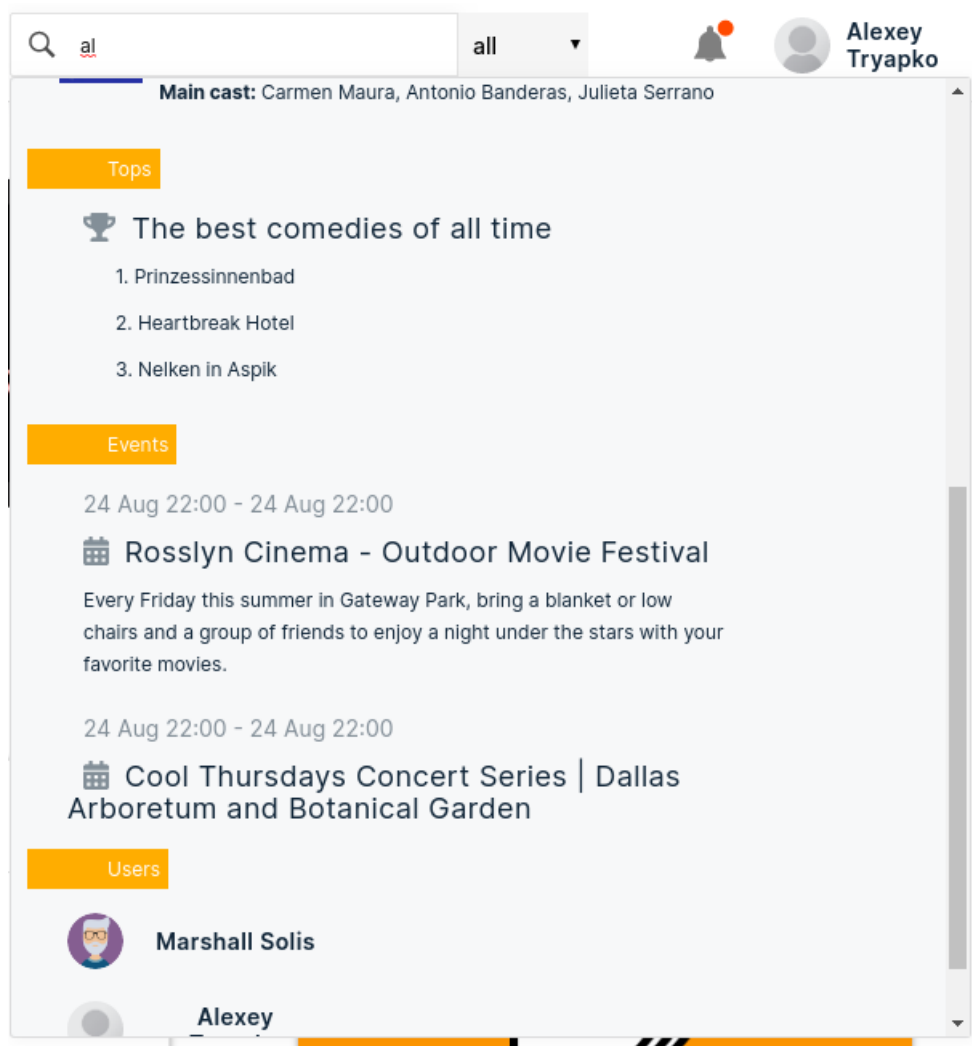 al
all
Alexey
Tryapko
Main cast: Carmen Maura, Antonio Banderas, Julieta Serrano
Tops
The best comedies of all time
1. Prinzessinnenbad
2. Heartbreak Hotel
3. Nelken in Aspik
Events
24 Aug 22:00 - 24 Aug 22:00
Rosslyn Cinema - Outdoor Movie Festival
Every Friday this summer in Gateway Park, bring a blanket or low
chairs and a group of friends to enjoy a night under the stars with your
favorite movies.
24 Aug 22:00 - 24 Aug 22:00
Cool Thursdays Concert Series | Dallas
Arboretum and Botanical Garden
Users
Marshall Solis
Alexey